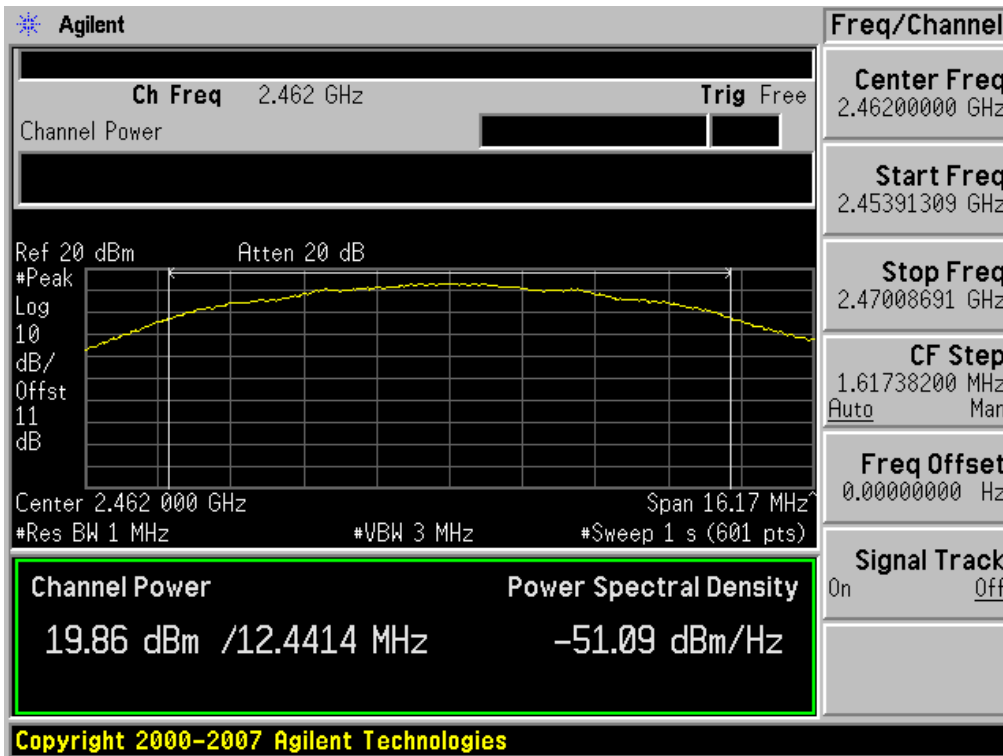 Agilent
Freq/Channel
Ch Freq 2.462 GHz Trig Free
Channel Power
Center Freq
2.46200000 GHz
Start Freq
2.45391309 GHz
Stop Freq
2.47008691 GHz
CF Step
1.61738200 MHz
Auto Man
Freq Offset
0.00000000 Hz
Signal Track
On Off
Ref 20 dBm Atten 20 dB
#Peak
Log
10
dB/
Offst
11
dB
Center 2.462 000 GHz Span 16.17 MHz^
#Res BW 1 MHz #VBW 3 MHz #Sweep 1 s (601 pts)
Channel Power Power Spectral Density
19.86 dBm /12.4414 MHz -51.09 dBm/Hz
Copyright 2000-2007 Agilent Technologies